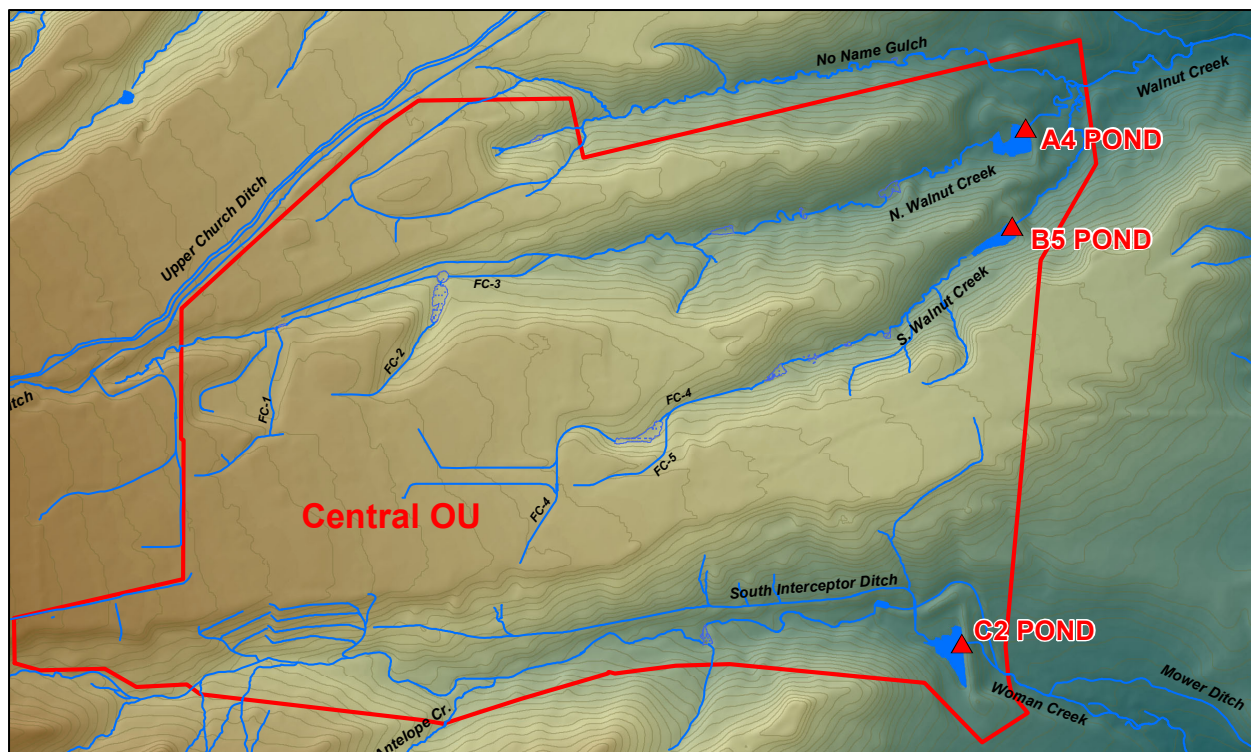 No Name Gulch
Walnut Creek
A4 POND
Upper Church Ditch
N. Walnut Creek
B5 POND
FC-3
S. Walnut Creek
FC-2
itch
FC-1
FC-4
FC-5
Central OU
FC-4
South Interceptor Ditch
C2 POND
Mower Ditch
Woman Creek
Antelope Cr.